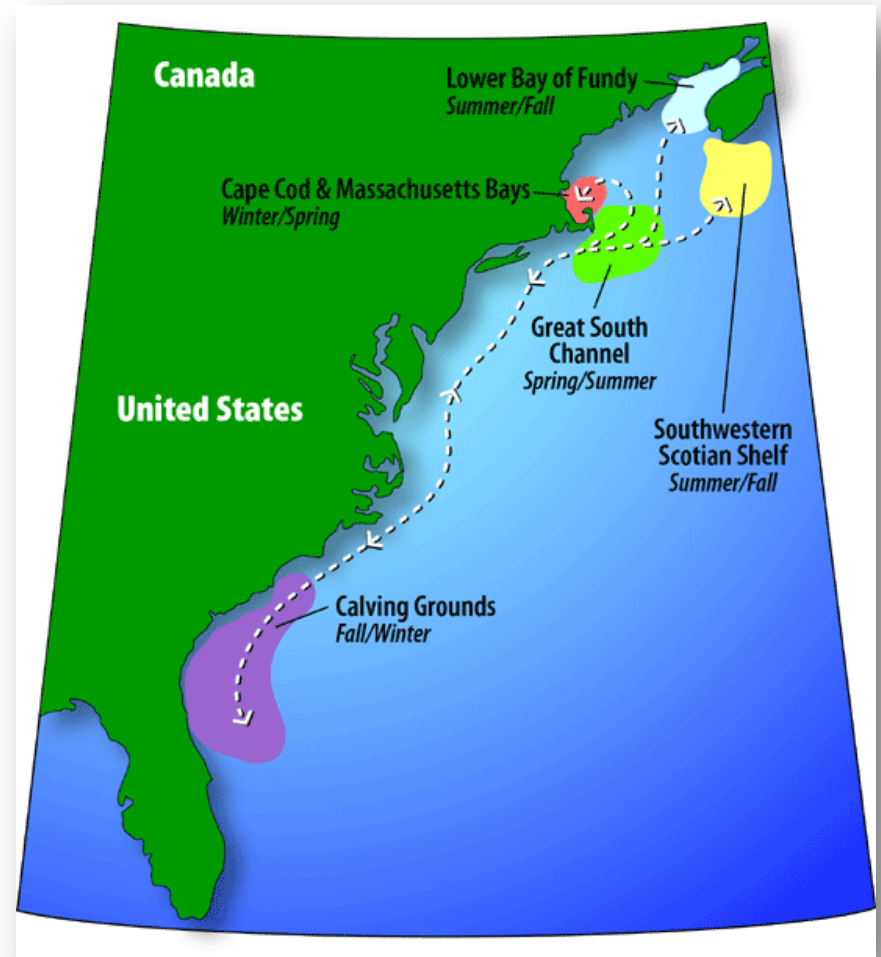 Canada
Lower Bay of Fundy
Summer/Fall
Cape Cod & Massachusetts Bays
Winter/Spring
Great South
Channel
Spring/Summer
United States
Southwestern
Scotian Shelf
Summer/Fall
Calving Grounds
Fall/Winter